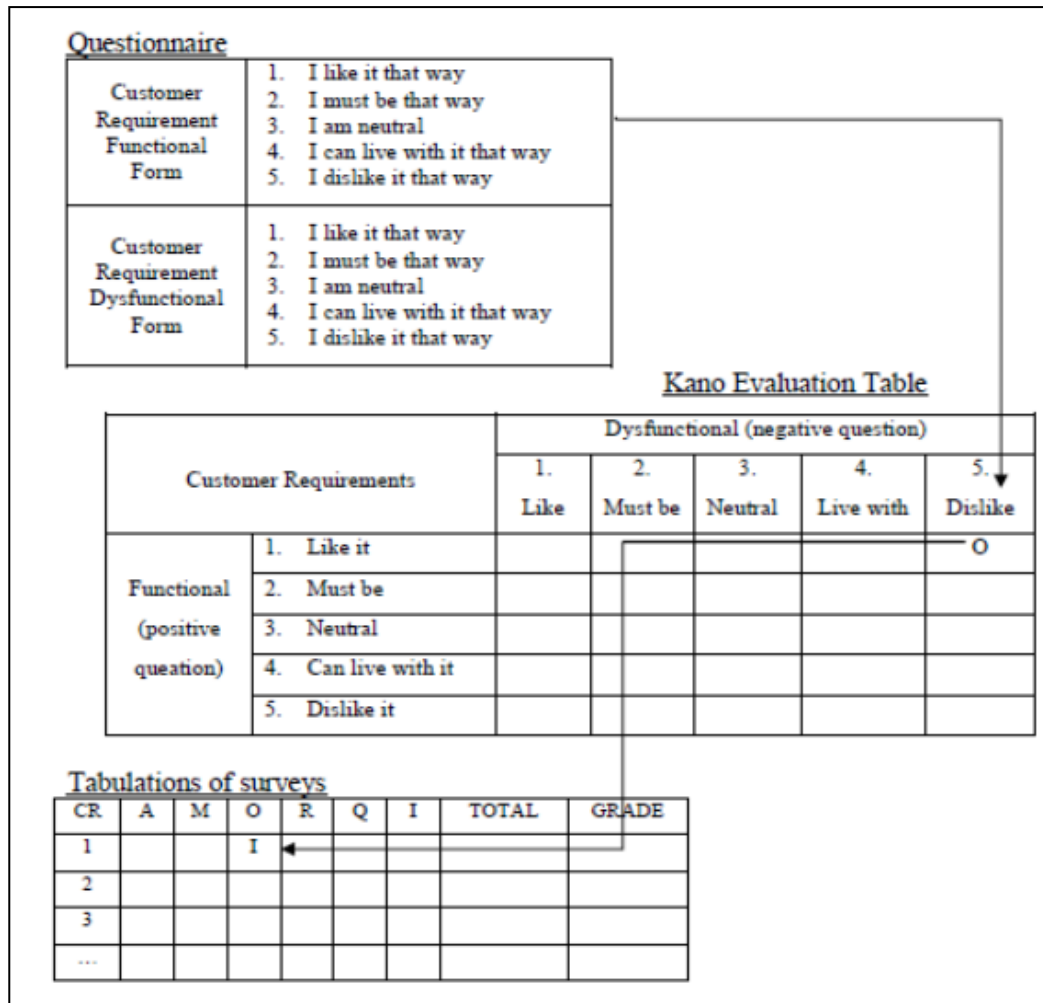 Questionnaire
Customer
Requirement
Functional
Form
1. I like it that way
2. I must be that way
3. I am neutral
4. I can live with it that way
5. I dislike it that way
Customer
Requirement
Dysfunctional
Form
1. I like it that way
2. I must be that way
3. I am neutral
4. I can live with it that way
5. I dislike it that way
Kano Evaluation Table
Customer Requirements
Dysfunctional (negative question)
1. 2. 3. 4. 5.
Like Must be Neutral Live with Dislike
Functional
(positive
queation)
1. Like it O
2. Must be
3. Neutral
4. Can live with it
5. Dislike it
Tabulations of surveys
CR A M O R Q I TOTAL GRADE
1 I
2
3
...